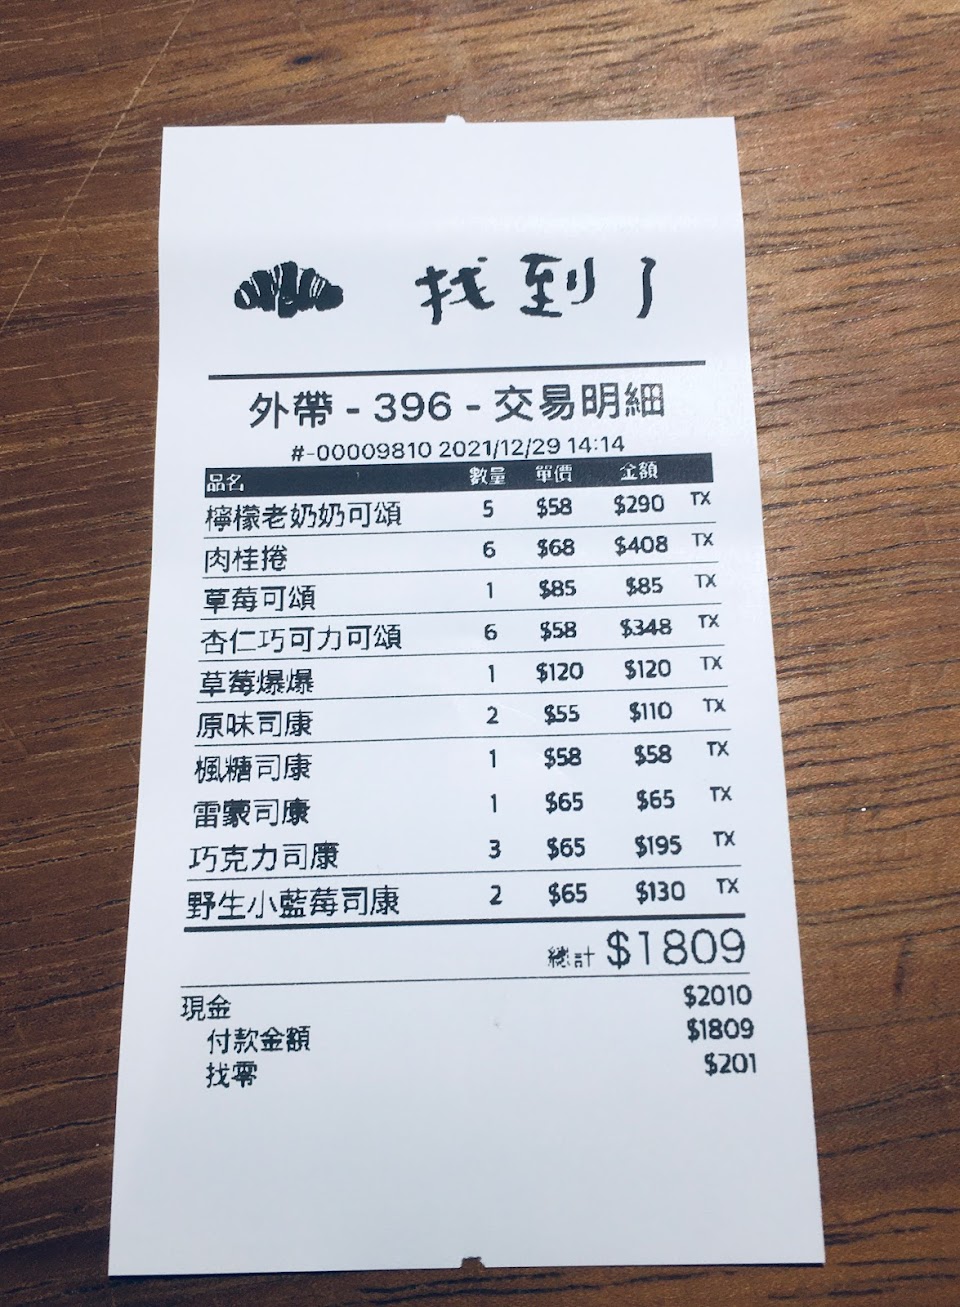 找到了
外帶 - 396 - 交易明細
#-00009810 2021/12/29 14:14
品名 數量 單價 金額
檸檬老奶奶可頌 5 $58 $290 TX
肉桂捲 6 $68 $408 TX
草莓可頌 1 $85 $85 TX
杏仁巧可力可頌 6 $58 $348 TX
草莓爆爆 1 $120 $120 TX
原味司康 2 $55 $110 TX
楓糖司康 1 $58 $58 TX
雷蒙司康 1 $65 $65 TX
巧克力司康 3 $65 $195 TX
野生小藍莓司康 2 $65 $130 TX
總計 $1809
現金 $2010
付款金額 $1809
找零 $201